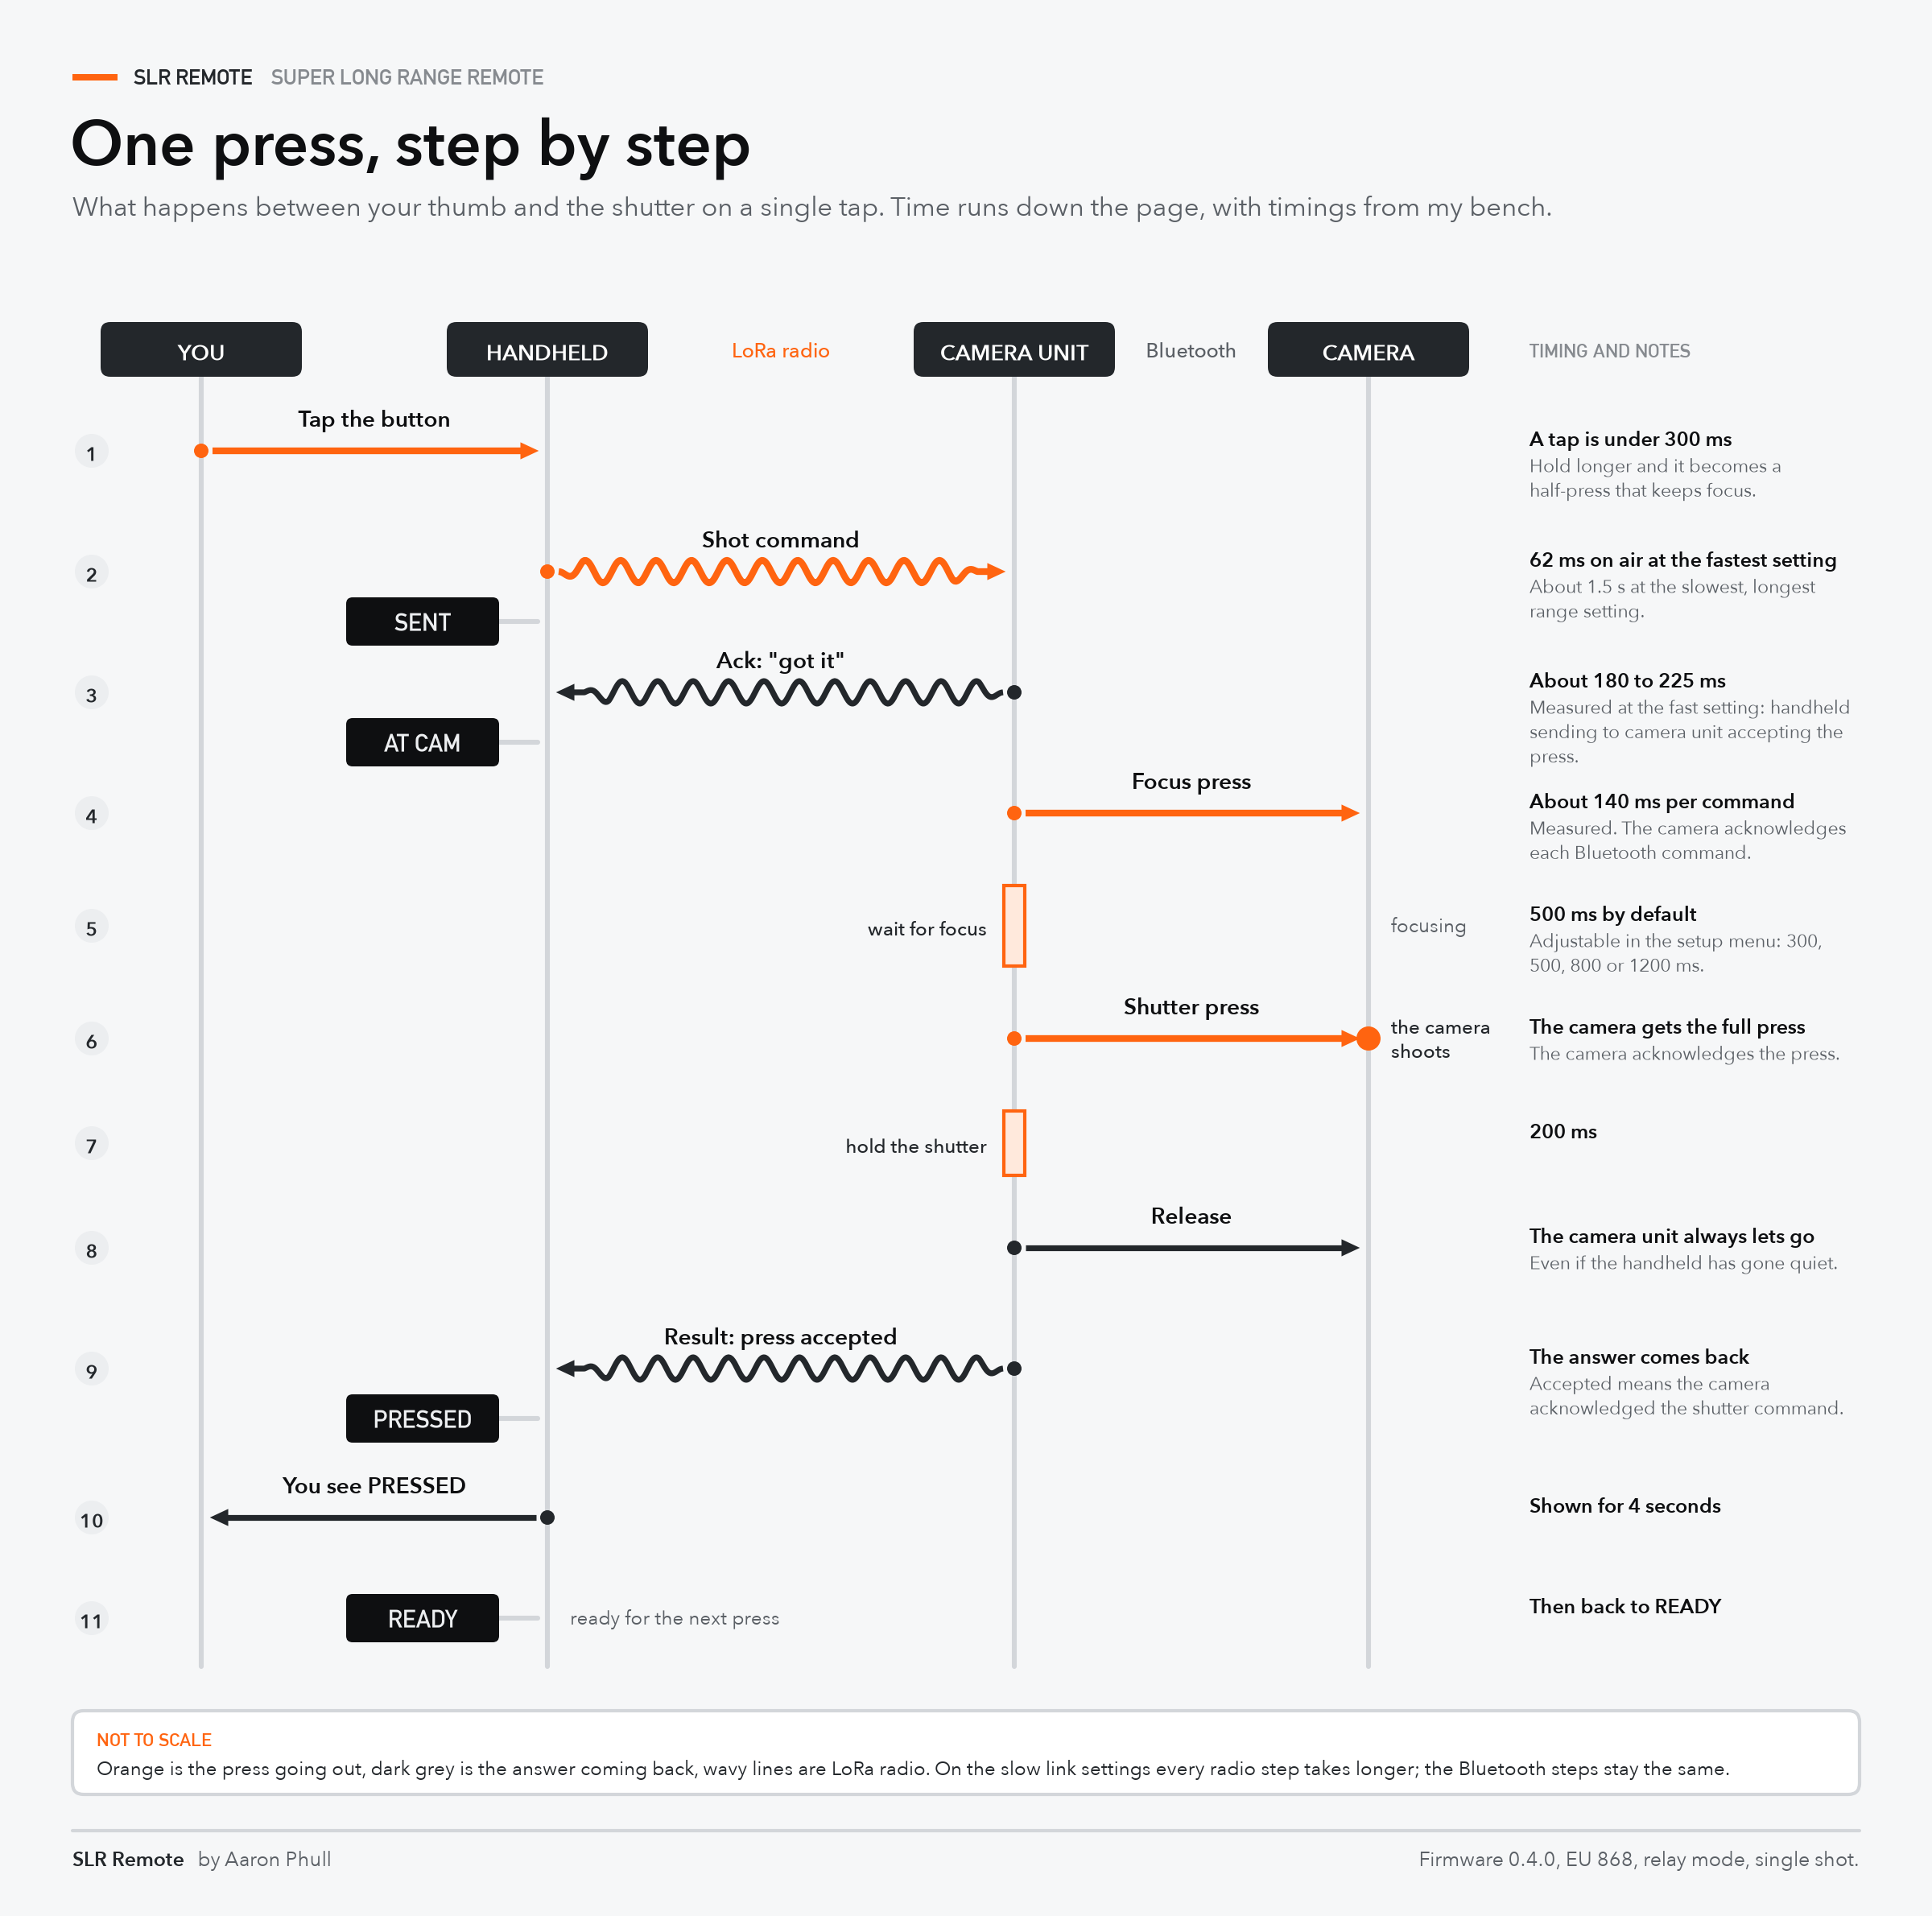 SLR REMOTE SUPER LONG RANGE REMOTE
One press, step by step
What happens between your thumb and the shutter on a single tap. Time runs down the page, with timings from my bench.
YOU
HANDHELD
LoRa radio
CAMERA UNIT
Bluetooth
CAMERA
TIMING AND NOTES
1
Tap the button
A tap is under 300 ms
Hold longer and it becomes a
half-press that keeps focus.
2
Shot command
62 ms on air at the fastest setting
About 1.5 s at the slowest, longest
range setting.
SENT
3
Ack: "got it"
About 180 to 225 ms
Measured at the fast setting: handheld
sending to camera unit accepting the
press.
AT CAM
4
Focus press
About 140 ms per command
Measured. The camera acknowledges
each Bluetooth command.
5
wait for focus
focusing
500 ms by default
Adjustable in the setup menu: 300,
500, 800 or 1200 ms.
6
Shutter press
the camera
shoots
The camera gets the full press
The camera acknowledges the press.
7
hold the shutter
200 ms
8
Release
The camera unit always lets go
Even if the handheld has gone quiet.
9
Result: press accepted
The answer comes back
Accepted means the camera
acknowledged the shutter command.
PRESSED
10
You see PRESSED
Shown for 4 seconds
11
READY
ready for the next press
Then back to READY
NOT TO SCALE
Orange is the press going out, dark grey is the answer coming back, wavy lines are LoRa radio. On the slow link settings every radio step takes longer; the Bluetooth steps stay the same.
SLR Remote by Aaron Phull
Firmware 0.4.0, EU 868, relay mode, single shot.